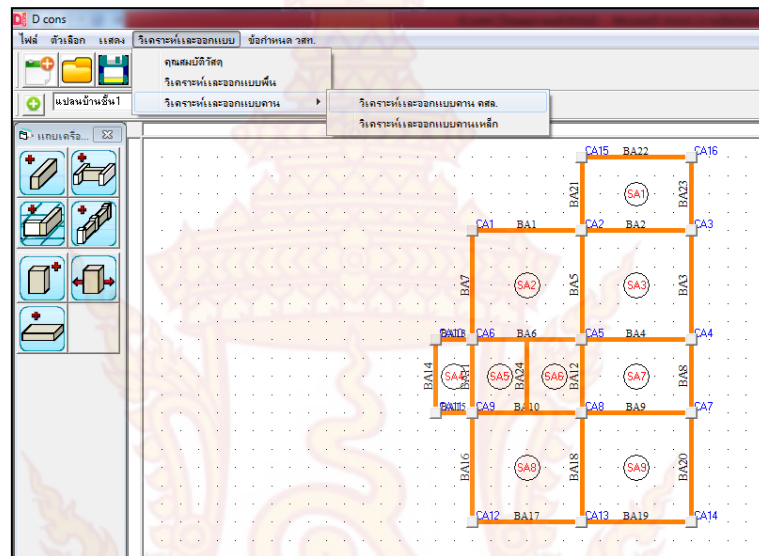 D cons
ไฟล์ ตัวเลือก แสดง วิเคราะห์และออกแบบ ข้อกำหนด วสท.
คุณสมบัติวัสดุ
วิเคราะห์และออกแบบพื้น
แปลนบ้านชั้น1
วิเคราะห์และออกแบบคาน
วิเคราะห์และออกแบบคาน คสล.
วิเคราะห์และออกแบบคานเหล็ก
แถบเครือ...
CA15 BA22 CA16
BA21 SA1 BA23
CA1 BA1 CA2 BA2 CA3
BA7 SA2 BA5 SA3 BA3
CA6 BA6 CA5 BA4 CA4
BA14 SA4 SA5 BA24 SA6 BA12 SA7 BA8
CA9 BA10 CA8 BA9 CA7
BA16 SA8 BA18 SA9 BA20
CA12 BA17 CA13 BA19 CA14